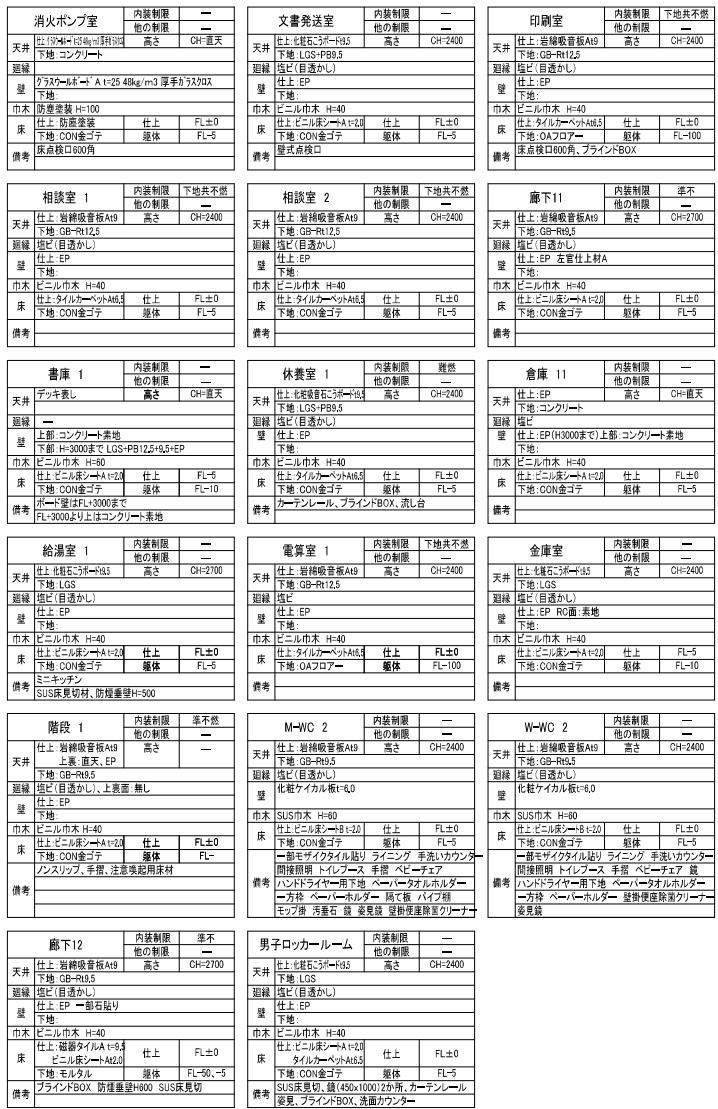 消火ポンプ室 内装制限 —
他の制限 —
天井 仕上:グラスウールボードt=25 48kg/m3 厚手ガラスクロス 高さ CH=直天
下地:コンクリート
廻縁
壁 グラスウールボードA t=25 48kg/m3 厚手ガラスクロス
下地:
巾木 防塵塗装 H=100
床 仕上:防塵塗装 仕上 FL±0
下地:CON金ゴテ 躯体 FL-5
備考 床点検口600角
文書発送室 内装制限 —
他の制限 —
天井 仕上:化粧石こうボードt9.5 高さ CH=2400
下地:LGS+PB9.5
廻縁 塩ビ(目透かし)
壁 仕上:EP
下地:
巾木 ビニル巾木 H=40
床 仕上:ビニル床シートA t=2.0 仕上 FL±0
下地:CON金ゴテ 躯体 FL-5
備考 壁式点検口
印刷室 内装制限 下地共不燃
他の制限 —
天井 仕上:岩綿吸音板At9 高さ CH=2400
下地:GB-Rt12.5
廻縁 塩ビ(目透かし)
壁 仕上:EP
下地:
巾木 ビニル巾木 H=40
床 仕上:タイルカーペットAt6.5 仕上 FL±0
下地:OAフロアー 躯体 FL-100
備考 床点検口600角、ブラインドBOX
相談室 1 内装制限 下地共不燃
他の制限 —
天井 仕上:岩綿吸音板At9 高さ CH=2400
下地:GB-Rt12.5
廻縁 塩ビ(目透かし)
壁 仕上:EP
下地:
巾木 ビニル巾木 H=40
床 仕上:タイルカーペットAt6.5 仕上 FL±0
下地:CON金ゴテ 躯体 FL-5
備考
相談室 2 内装制限 下地共不燃
他の制限 —
天井 仕上:岩綿吸音板At9 高さ CH=2400
下地:GB-Rt12.5
廻縁 塩ビ(目透かし)
壁 仕上:EP
下地:
巾木 ビニル巾木 H=40
床 仕上:タイルカーペットAt6.5 仕上 FL±0
下地:CON金ゴテ 躯体 FL-5
備考
廊下11 内装制限 準不
他の制限 —
天井 仕上:岩綿吸音板At9 高さ CH=2700
下地:GB-Rt9.5
廻縁 塩ビ(目透かし)
壁 仕上:EP 左官仕上材A
下地:
巾木 ビニル巾木 H=40
床 仕上:ビニル床シートA t=2.0 仕上 FL±0
下地:CON金ゴテ 躯体 FL-5
備考
書庫 1 内装制限 —
他の制限 —
天井 デッキ表し 高さ CH=直天
廻縁 —
壁 上部:コンクリート素地
下部:H=3000まで LGS+PB12.5+9.5+EP
巾木 ビニル巾木 H=60
床 仕上:ビニル床シートA t=2.0 仕上 FL-5
下地:CON金ゴテ 躯体 FL-10
備考 ボード壁はFL+3000まで
FL+3000より上はコンクリート素地
休養室 1 内装制限 難燃
他の制限 —
天井 仕上:化粧吸音石こうボードt9.5 高さ CH=2400
下地:LGS+PB9.5
廻縁 塩ビ(目透かし)
壁 仕上:EP
下地:
巾木 ビニル巾木 H=40
床 仕上:タイルカーペットAt6.5 仕上 FL±0
下地:CON金ゴテ 躯体 FL-5
備考 カーテンレール、ブラインドBOX、流し台
倉庫 11 内装制限 —
他の制限 —
天井 仕上:EP 高さ CH=直天
下地:コンクリート
廻縁 塩ビ
壁 仕上:EP(H3000まで)上部:コンクリート素地
下地:
巾木 ビニル巾木 H=40
床 仕上:ビニル床シートA t=2.0 仕上 FL±0
下地:CON金ゴテ 躯体 FL-5
備考
給湯室 1 内装制限 —
他の制限 —
天井 仕上:化粧石こうボードt9.5 高さ CH=2700
下地:LGS
廻縁 塩ビ(目透かし)
壁 仕上:EP
下地:
巾木 ビニル巾木 H=40
床 仕上:ビニル床シートA t=2.0 仕上 FL±0
下地:CON金ゴテ 躯体 FL-5
備考 ミニキッチン
SUS床見切材、防煙垂壁H=500
電算室 1 内装制限 下地共不燃
他の制限 —
天井 仕上:岩綿吸音板At9 高さ CH=2400
下地:GB-Rt12.5
廻縁 塩ビ
壁 仕上:EP
下地:
巾木 ビニル巾木 H=40
床 仕上:タイルカーペットAt6.5 仕上 FL±0
下地:OAフロアー 躯体 FL-100
備考
金庫室 内装制限 —
他の制限 —
天井 仕上:化粧石こうボードt9.5 高さ CH=2400
下地:LGS
廻縁 塩ビ(目透かし)
壁 仕上:EP RC面:素地
下地:
巾木 ビニル巾木 H=40
床 仕上:ビニル床シートA t=2.0 仕上 FL-5
下地:CON金ゴテ 躯体 FL-10
備考
階段 1 内装制限 準不燃
他の制限 —
天井 仕上:岩綿吸音板At9 高さ —
上裏:直天、EP
下地:GB-Rt9.5
廻縁 塩ビ(目透かし)、上裏面:無し
壁 仕上:EP
下地:
巾木 ビニル巾木 H=40
床 仕上:ビニル床シートA t=2.0 仕上 FL±0
下地:CON金ゴテ 躯体 FL-
備考 ノンスリップ、手摺、注意喚起用床材
M-WC 2 内装制限 —
他の制限 —
天井 仕上:岩綿吸音板At9 高さ CH=2400
下地:GB-Rt9.5
廻縁 塩ビ(目透かし)
壁 化粧ケイカル板t=6.0
巾木 SUS巾木 H=60
床 仕上:ビニル床シートB t=2.0 仕上 FL±0
下地:CON金ゴテ 躯体 FL-5
備考 一部モザイクタイル貼り ライニング 手洗いカウンター
間接照明 トイレブース 手摺 ベビーチェア
ハンドドライヤー用下地 ペーパータオルホルダー
一方枠 ペーパーホルダー 隔て板 パイプ棚
モップ掛 汚垂石 鏡 姿見鏡 壁掛便座除菌クリーナー
W-WC 2 内装制限 —
他の制限 —
天井 仕上:岩綿吸音板At9 高さ CH=2400
下地:GB-Rt9.5
廻縁 塩ビ(目透かし)
壁 化粧ケイカル板t=6.0
巾木 SUS巾木 H=60
床 仕上:ビニル床シートB t=2.0 仕上 FL±0
下地:CON金ゴテ 躯体 FL-5
備考 一部モザイクタイル貼り ライニング 手洗いカウンター
間接照明 トイレブース 手摺 ベビーチェア 鏡
ハンドドライヤー用下地 ペーパータオルホルダー
一方枠 ペーパーホルダー 壁掛便座除菌クリーナー
姿見鏡
廊下12 内装制限 準不
他の制限 —
天井 仕上:岩綿吸音板At9 高さ CH=2700
下地:GB-Rt9.5
廻縁 塩ビ(目透かし)
壁 仕上:EP 一部石貼り
下地:
巾木 ビニル巾木 H=40
床 仕上:磁器タイルA t=9.5 仕上 FL±0
ビニル床シートAt2.0
下地:モルタル 躯体 FL-50、-5
備考 ブラインドBOX 防煙垂壁H600 SUS床見切
男子ロッカールーム 内装制限 —
他の制限 —
天井 仕上:化粧石こうボードt9.5 高さ CH=2400
下地:LGS
廻縁 塩ビ(目透かし)
壁 仕上:EP
下地:
巾木 ビニル巾木 H=40
床 仕上:ビニル床シートA t=2.0 仕上 FL±0
タイルカーペットAt6.5
下地:CON金ゴテ 躯体 FL-5
備考 SUS床見切、鏡(450x1000)2か所、カーテンレール
姿見、ブラインドBOX、洗面カウンター